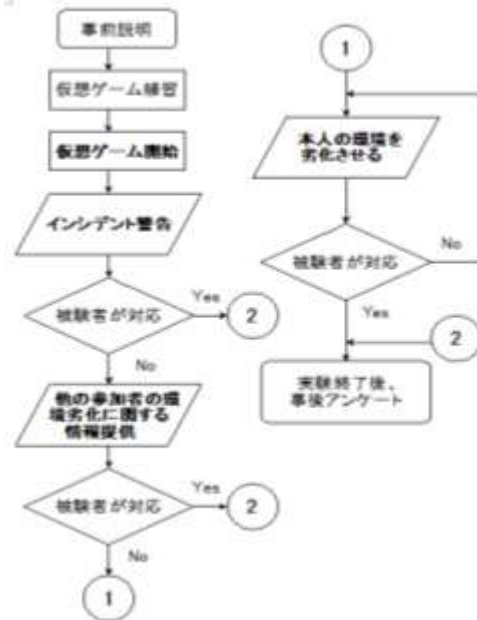 事前説明
仮想ゲーム練習
仮想ゲーム開始
インシデント警告
被験者が対応
Yes
2
No
他の参加者の環
境劣化に関する
情報提供
被験者が対応
Yes
2
No
1
1
本人の環境を
劣化させる
被験者が対応
No
Yes
2
実験終了後、
事後アンケート